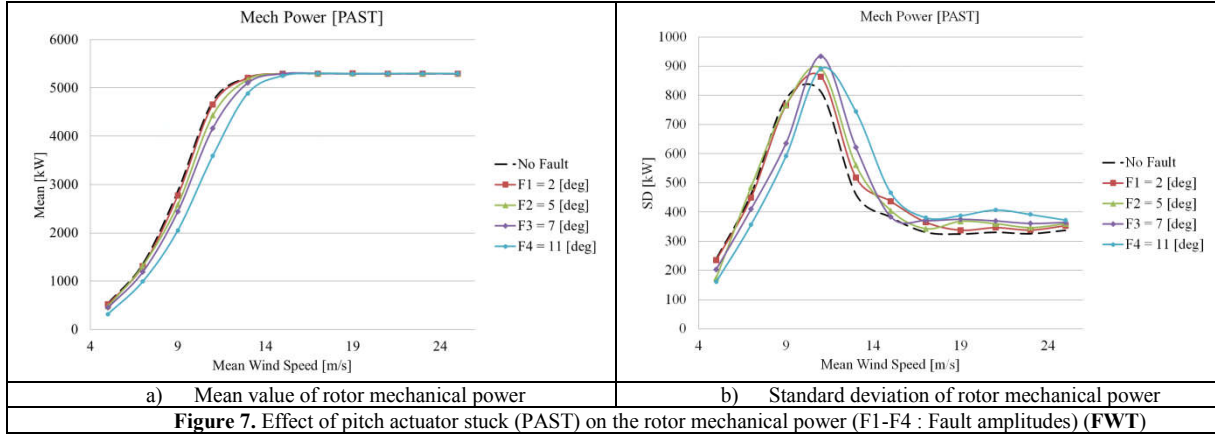 Mech Power [PAST]
6000
5000
4000
3000
2000
1000
0
Mean [kW]
4 9 14 19 24
Mean Wind Speed [m/s]
No Fault
F1 = 2 [deg]
F2 = 5 [deg]
F3 = 7 [deg]
F4 = 11 [deg]
Mech Power [PAST]
1000
900
800
700
600
500
400
300
200
100
0
SD [kW]
4 9 14 19 24
Mean Wind Speed [m/s]
No Fault
F1 = 2 [deg]
F2 = 5 [deg]
F3 = 7 [deg]
F4 = 11 [deg]
a) Mean value of rotor mechanical power
b) Standard deviation of rotor mechanical power
Figure 7. Effect of pitch actuator stuck (PAST) on the rotor mechanical power (F1-F4 : Fault amplitudes) (FWT)